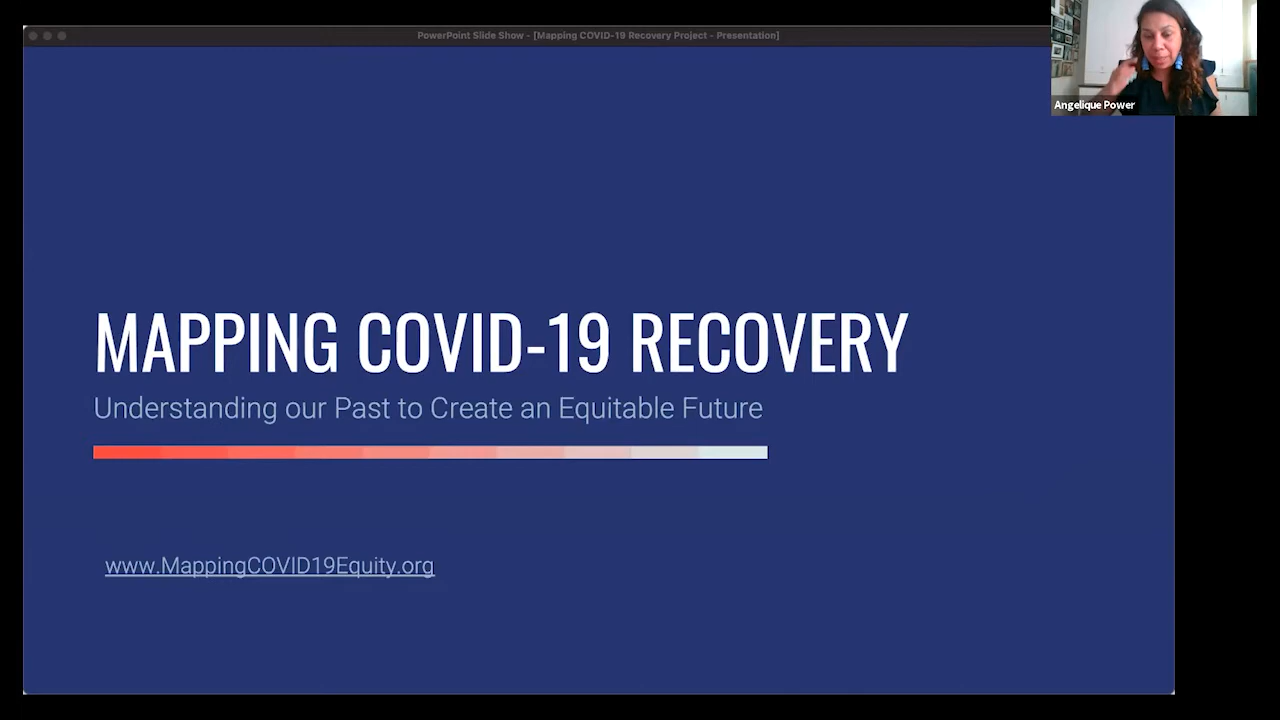 PowerPoint Slide Show - [Mapping COVID-19 Recovery Project - Presentation]
Angelique Power
MAPPING COVID-19 RECOVERY
Understanding our Past to Create an Equitable Future
www.MappingCOVID19Equity.org